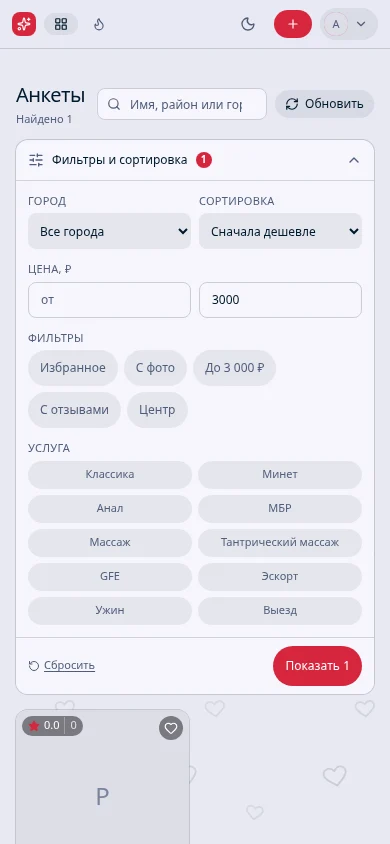 А
Анкеты
Найдено 1
Имя, район или гор
Обновить
Фильтры и сортировка 1
ГОРОД СОРТИРОВКА
Все города Сначала дешевле
ЦЕНА, ₽
от 3000
ФИЛЬТРЫ
Избранное С фото До 3 000 ₽
С отзывами Центр
УСЛУГА
Классика Минет
Анал МБР
Массаж Тантрический массаж
GFE Эскорт
Ужин Выезд
Сбросить Показать 1
0.0 0
Р